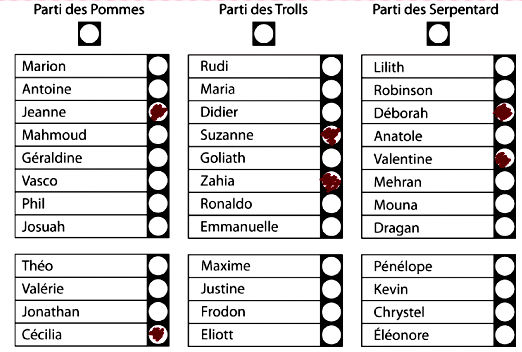 Parti des Pommes
Marion
Antoine
Jeanne
Mahmoud
Géraldine
Vasco
Phil
Josuah
Théo
Valérie
Jonathan
Cécilia
Parti des Trolls
Rudi
Maria
Didier
Suzanne
Goliath
Zahia
Ronaldo
Emmanuelle
Maxime
Justine
Frodon
Eliott
Parti des Serpentard
Lilith
Robinson
Déborah
Anatole
Valentine
Mehran
Mouna
Dragan
Pénélope
Kevin
Chrystel
Éléonore